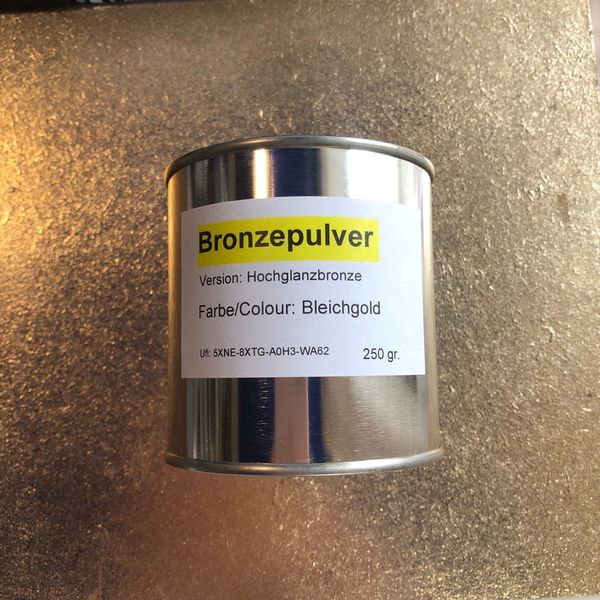 Bronzepulver
Version: Hochglanzbronze
Farbe/Colour: Bleichgold
Ufi: 5XNE-8XTG-A0H3-WA62 250 gr.